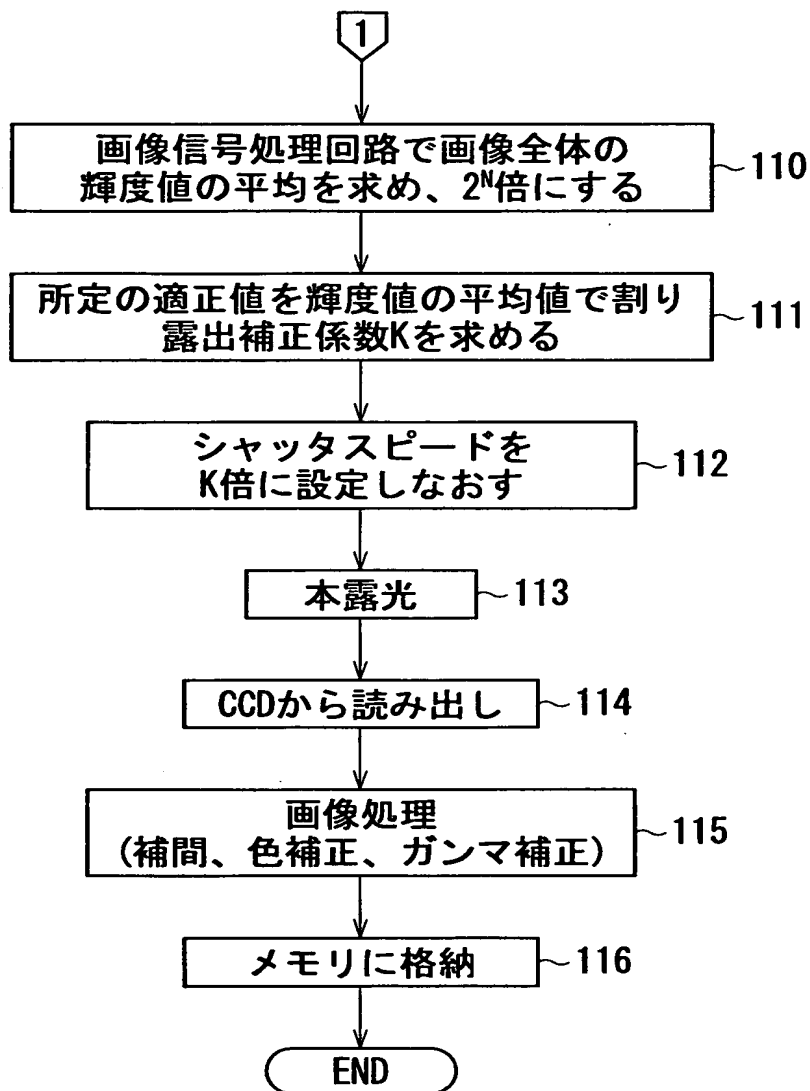 1
画像信号処理回路で画像全体の
輝度値の平均を求め、2ᴺ倍にする
110
所定の適正値を輝度値の平均値で割り
露出補正係数Kを求める
111
シャッタスピードを
K倍に設定しなおす
112
本露光
113
CCDから読み出し
114
画像処理
(補間、色補正、ガンマ補正)
115
メモリに格納
116
END